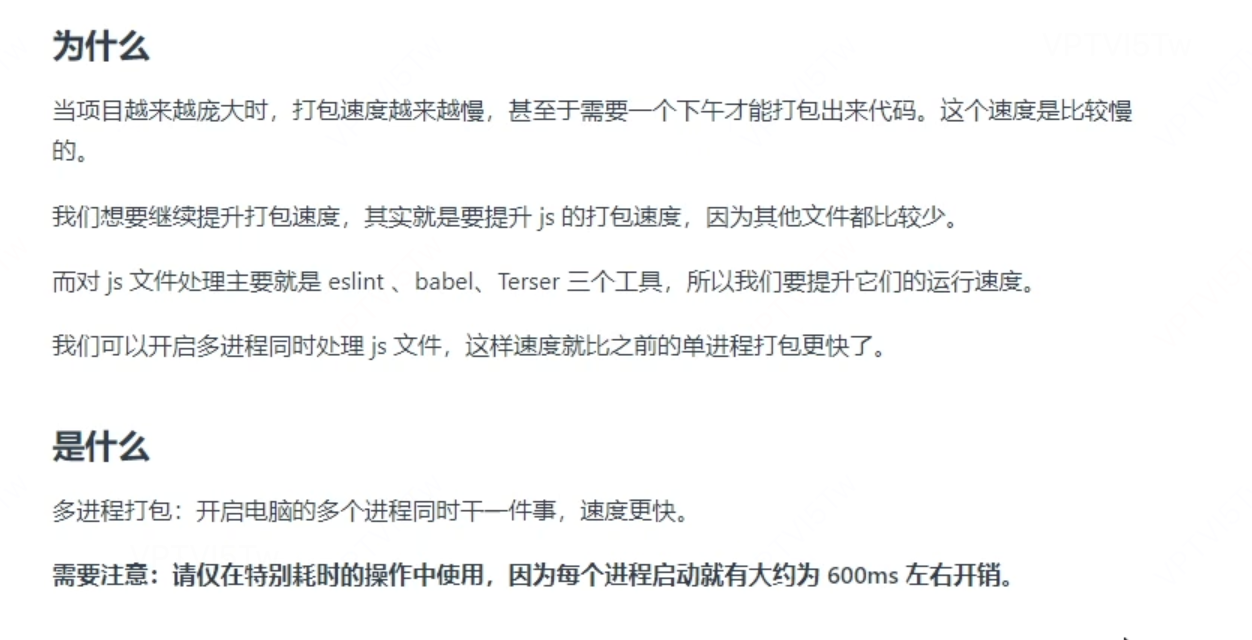 为什么
当项目越来越庞大时，打包速度越来越慢，甚至于需要一个下午才能打包出来代码。这个速度是比较慢
的。
我们想要继续提升打包速度，其实就是要提升 js 的打包速度，因为其他文件都比较少。
而对 js 文件处理主要就是 eslint 、babel、Terser 三个工具，所以我们要提升它们的运行速度。
我们可以开启多进程同时处理 js 文件，这样速度就比之前的单进程打包更快了。
是什么
多进程打包：开启电脑的多个进程同时干一件事，速度更快。
需要注意：请仅在特别耗时的操作中使用，因为每个进程启动就有大约为 600ms 左右开销。